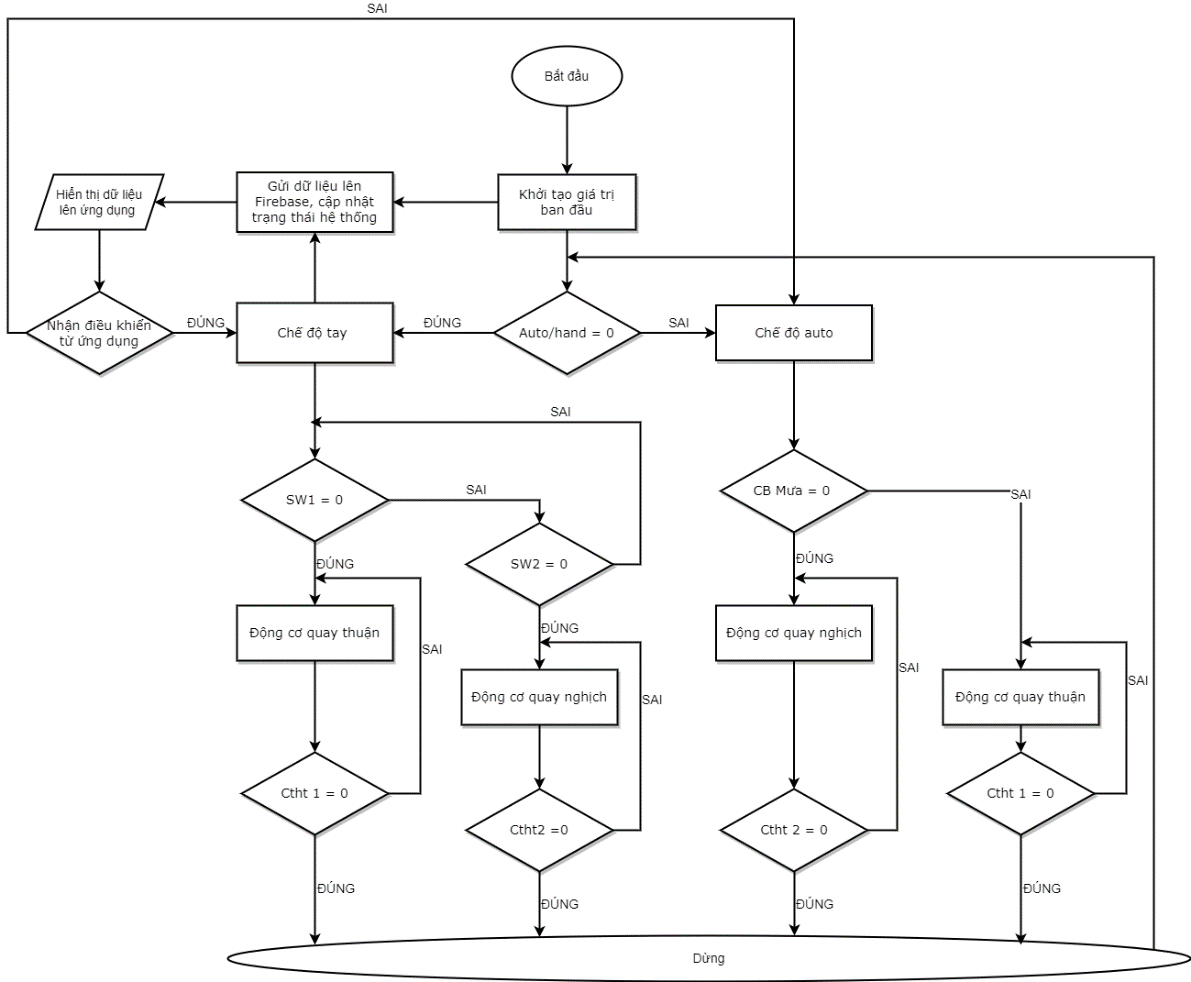 SAI
Bắt đầu
Hiển thị dữ liệu
lên ứng dụng
Gửi dữ liệu lên
Firebase, cập nhật
trạng thái hệ thống
Khởi tạo giá trị
ban đầu
Nhận điều khiển
từ ứng dụng
ĐÚNG
Chế độ tay
ĐÚNG
Auto/hand = 0
SAI
Chế độ auto
SAI
SW1 = 0
SAI
CB Mưa = 0
SAI
ĐÚNG
SW2 = 0
ĐÚNG
Động cơ quay thuận
SAI
ĐÚNG
Động cơ quay nghịch
SAI
Động cơ quay nghịch
SAI
Động cơ quay thuận
SAI
Ctht 1 = 0
Ctht2 =0
Ctht 2 = 0
Ctht 1 = 0
ĐÚNG
ĐÚNG
ĐÚNG
ĐÚNG
Dừng